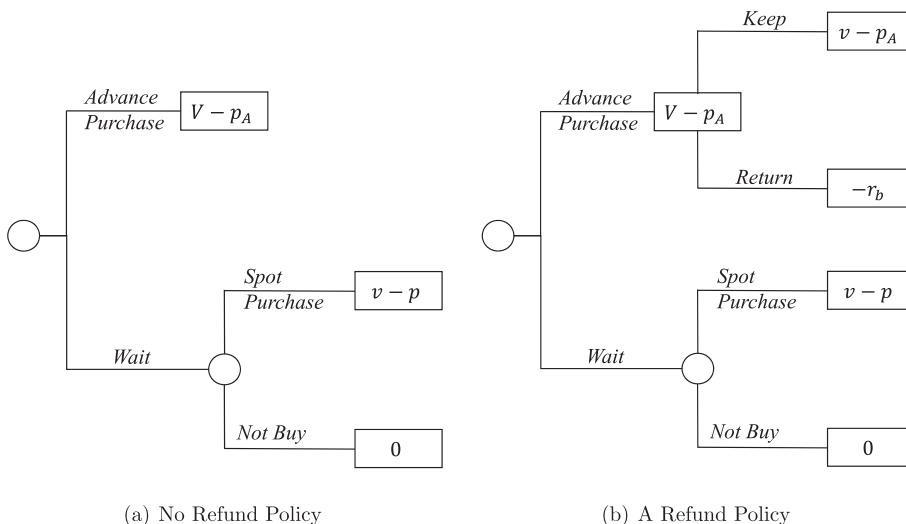 Advance
Purchase
V − p_A
Spot
Purchase
v − p
Wait
Not Buy
0
(a) No Refund Policy
Keep
v − p_A
Advance
Purchase
V − p_A
Return
−r_b
Spot
Purchase
v − p
Wait
Not Buy
0
(b) A Refund Policy